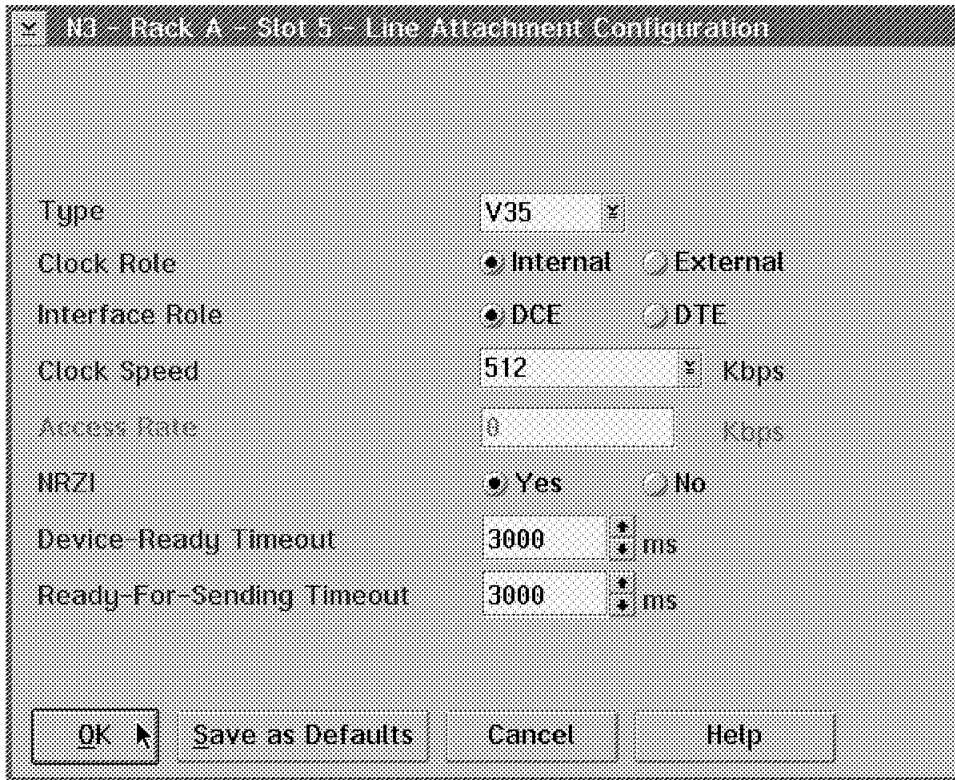 N3 - Rack A - Slot 5 - Line Attachment Configuration
Type V35
Clock Role Internal External
Interface Role DCE DTE
Clock Speed 512 Kbps
Access Rate 0 Kbps
NRZI Yes No
Device-Ready Timeout 3000 ms
Ready-For-Sending Timeout 3000 ms
OK Save as Defaults Cancel Help